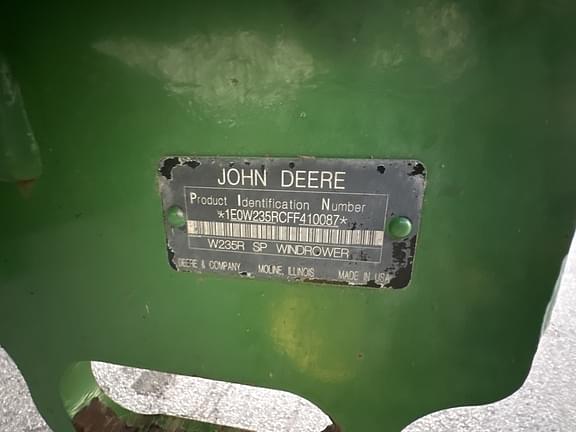 JOHN DEERE
Product Identification Number
*1E0W235RCFF410087*
W235R SP WINDROWER
DEERE & COMPANY MOLINE, ILLINOIS MADE IN USA